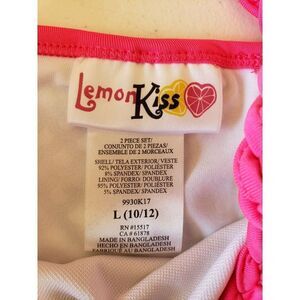 Lemon Kiss
2 PIECE SET/
CONJUNTO DE 2 PIEZAS/
ENSEMBLE DE 2 MORCEAUX
SHELL/ TELA EXTERIOR/ VESTE
92% POLYESTER/ POLIESTER
8% SPANDEX/ SPANDEX
LINING/ FORRO/ DOUBLURE
95% POLYESTER/ POLIESTER
5% SPANDEX/ SPANDEX
9930K17
L (10/12)
RN #15517
CA # 61878
MADE IN BANGLADESH
HECHO EN BANGLADESH
FABRIQUÉ AU BANGLADESH